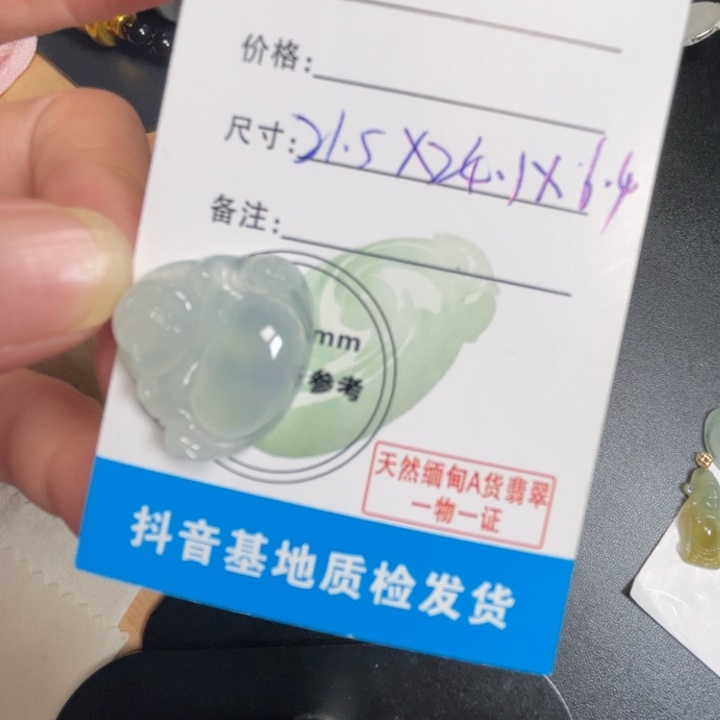 价格:
尺寸: 21.5X24.1X6.4
备注:
mm
参考
天然缅甸A货翡翠
一物一证
抖音基地质检发货